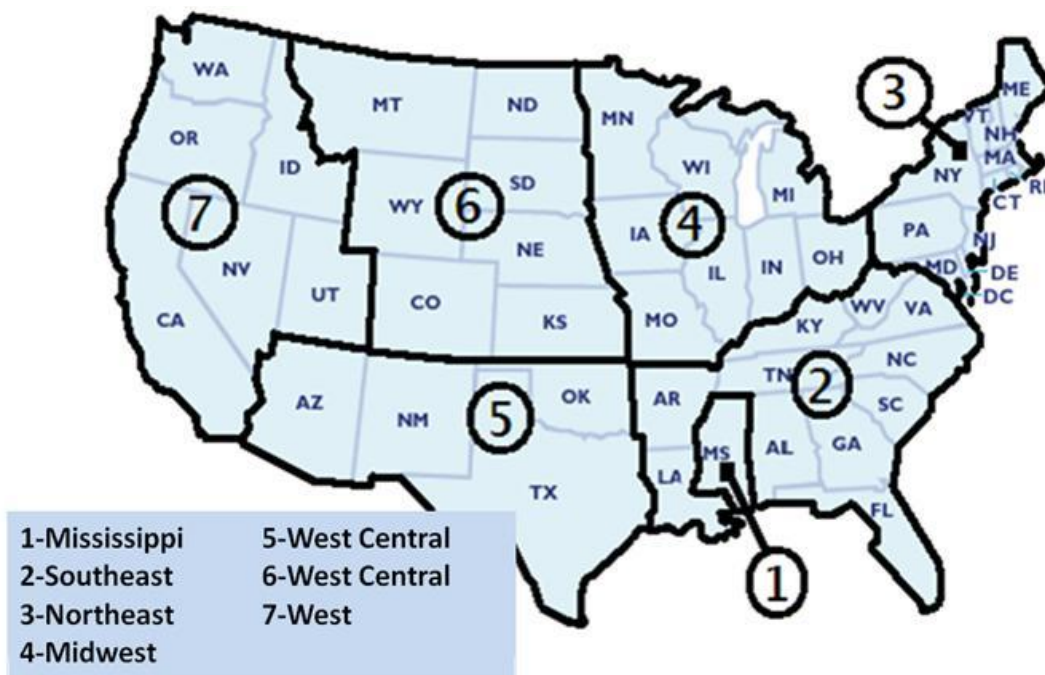 WA
MT
ND
MN
3
ME
VT
NH
OR
ID
WI
MA
NY
WY
6
SD
MI
CT
7
4
IA
PA
NJ
NV
NE
IL
IN
OH
MD
DE
UT
CO
DC
CA
KS
MO
WV
VA
KY
NC
TN
2
AZ
NM
5
OK
AR
SC
MS
AL
GA
LA
TX
FL
1
1-Mississippi 5-West Central
2-Southeast 6-West Central
3-Northeast 7-West
4-Midwest